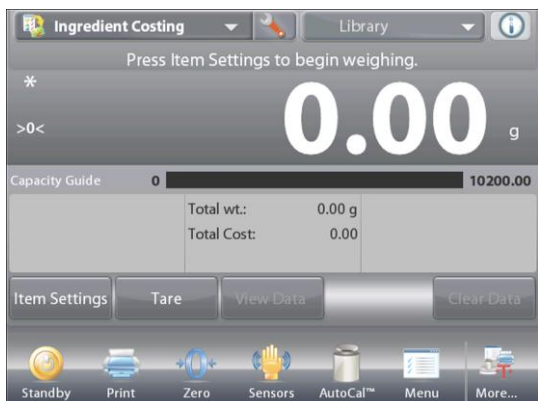 Ingredient Costing Library
Press Item Settings to begin weighing.
*
>0< 0.00 g
Capacity Guide 0 10200.00
Total wt.: 0.00 g
Total Cost: 0.00
Item Settings Tare View Data Clear Data
Standby Print Zero Sensors AutoCal™ Menu More...